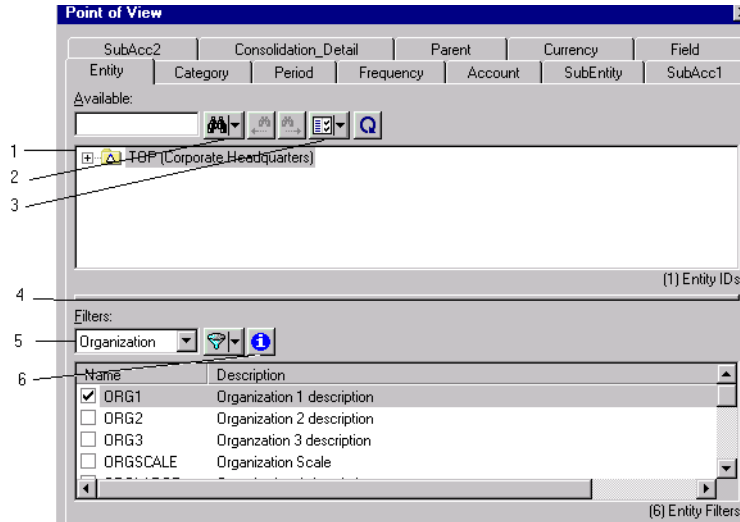 Point of View
SubAcc2 Consolidation_Detail Parent Currency Field
Entity Category Period Frequency Account SubEntity SubAcc1
Available:
1
TOP (Corporate Headquarters)
2
3
(1) Entity IDs
4
Filters:
5 Organization
6
Name Description
ORG1 Organization 1 description
ORG2 Organization 2 description
ORG3 Organzation 3 description
ORGSCALE Organization Scale
(6) Entity Filters